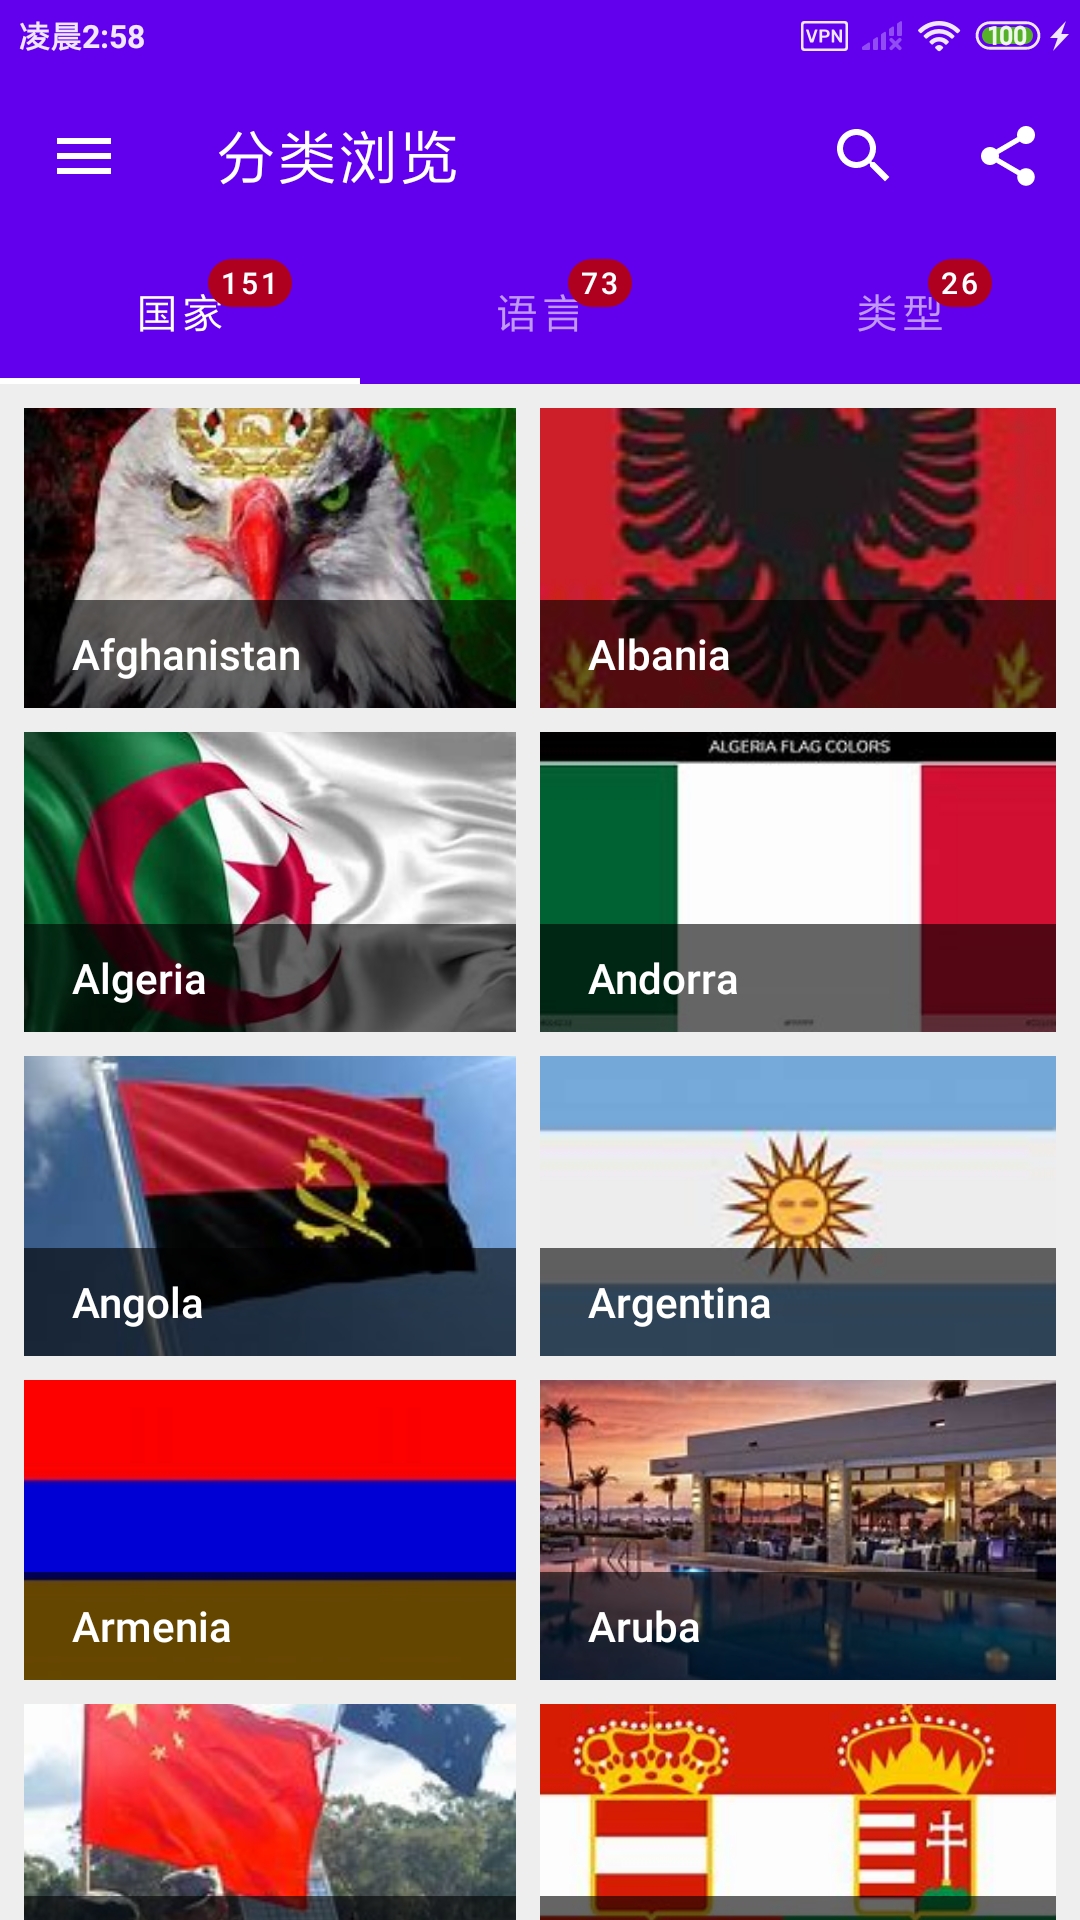 凌晨2:58
VPN
100
分类浏览
国家 151
语言 73
类型 26
Afghanistan
Albania
Algeria
ALGERIA FLAG COLORS
Andorra
Angola
Argentina
Armenia
Aruba